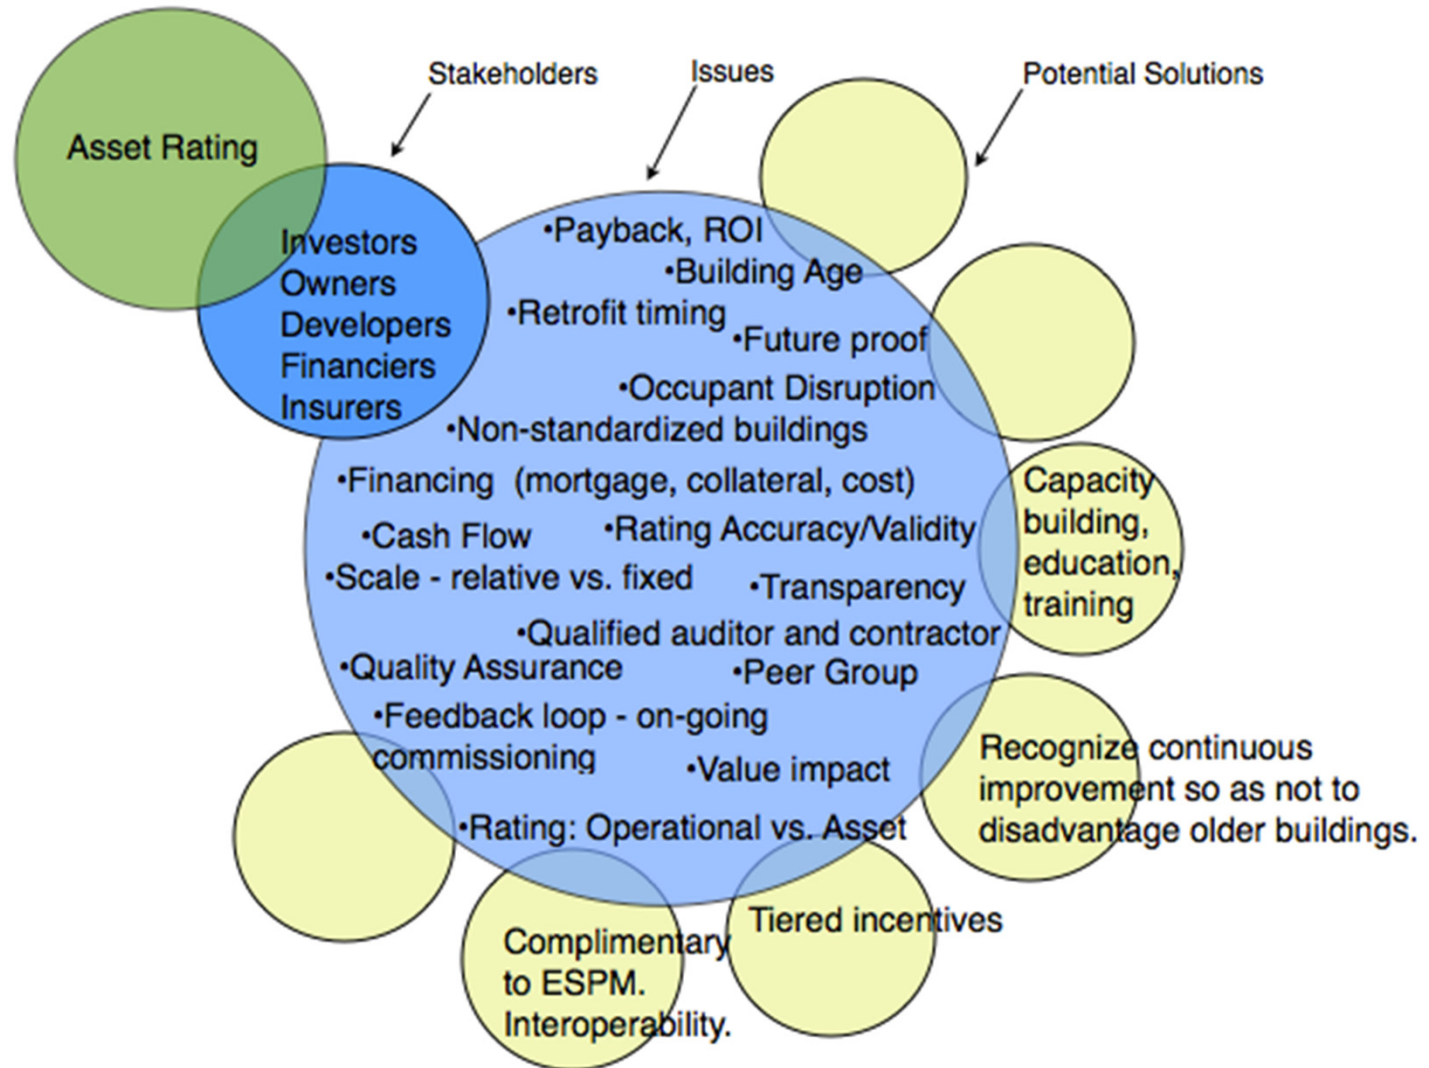 Stakeholders
Issues
Potential Solutions
Asset Rating
Investors
Owners
Developers
Financiers
Insurers
•Payback, ROI
•Building Age
•Retrofit timing
•Future proof
•Occupant Disruption
•Non-standardized buildings
•Financing (mortgage, collateral, cost)
•Cash Flow
•Rating Accuracy/Validity
•Scale - relative vs. fixed
•Transparency
•Qualified auditor and contractor
•Quality Assurance
•Peer Group
•Feedback loop - on-going
commissioning
•Value impact
•Rating: Operational vs. Asset
Capacity
building,
education,
training
Recognize continuous
improvement so as not to
disadvantage older buildings.
Tiered incentives
Complimentary
to ESPM.
Interoperability.